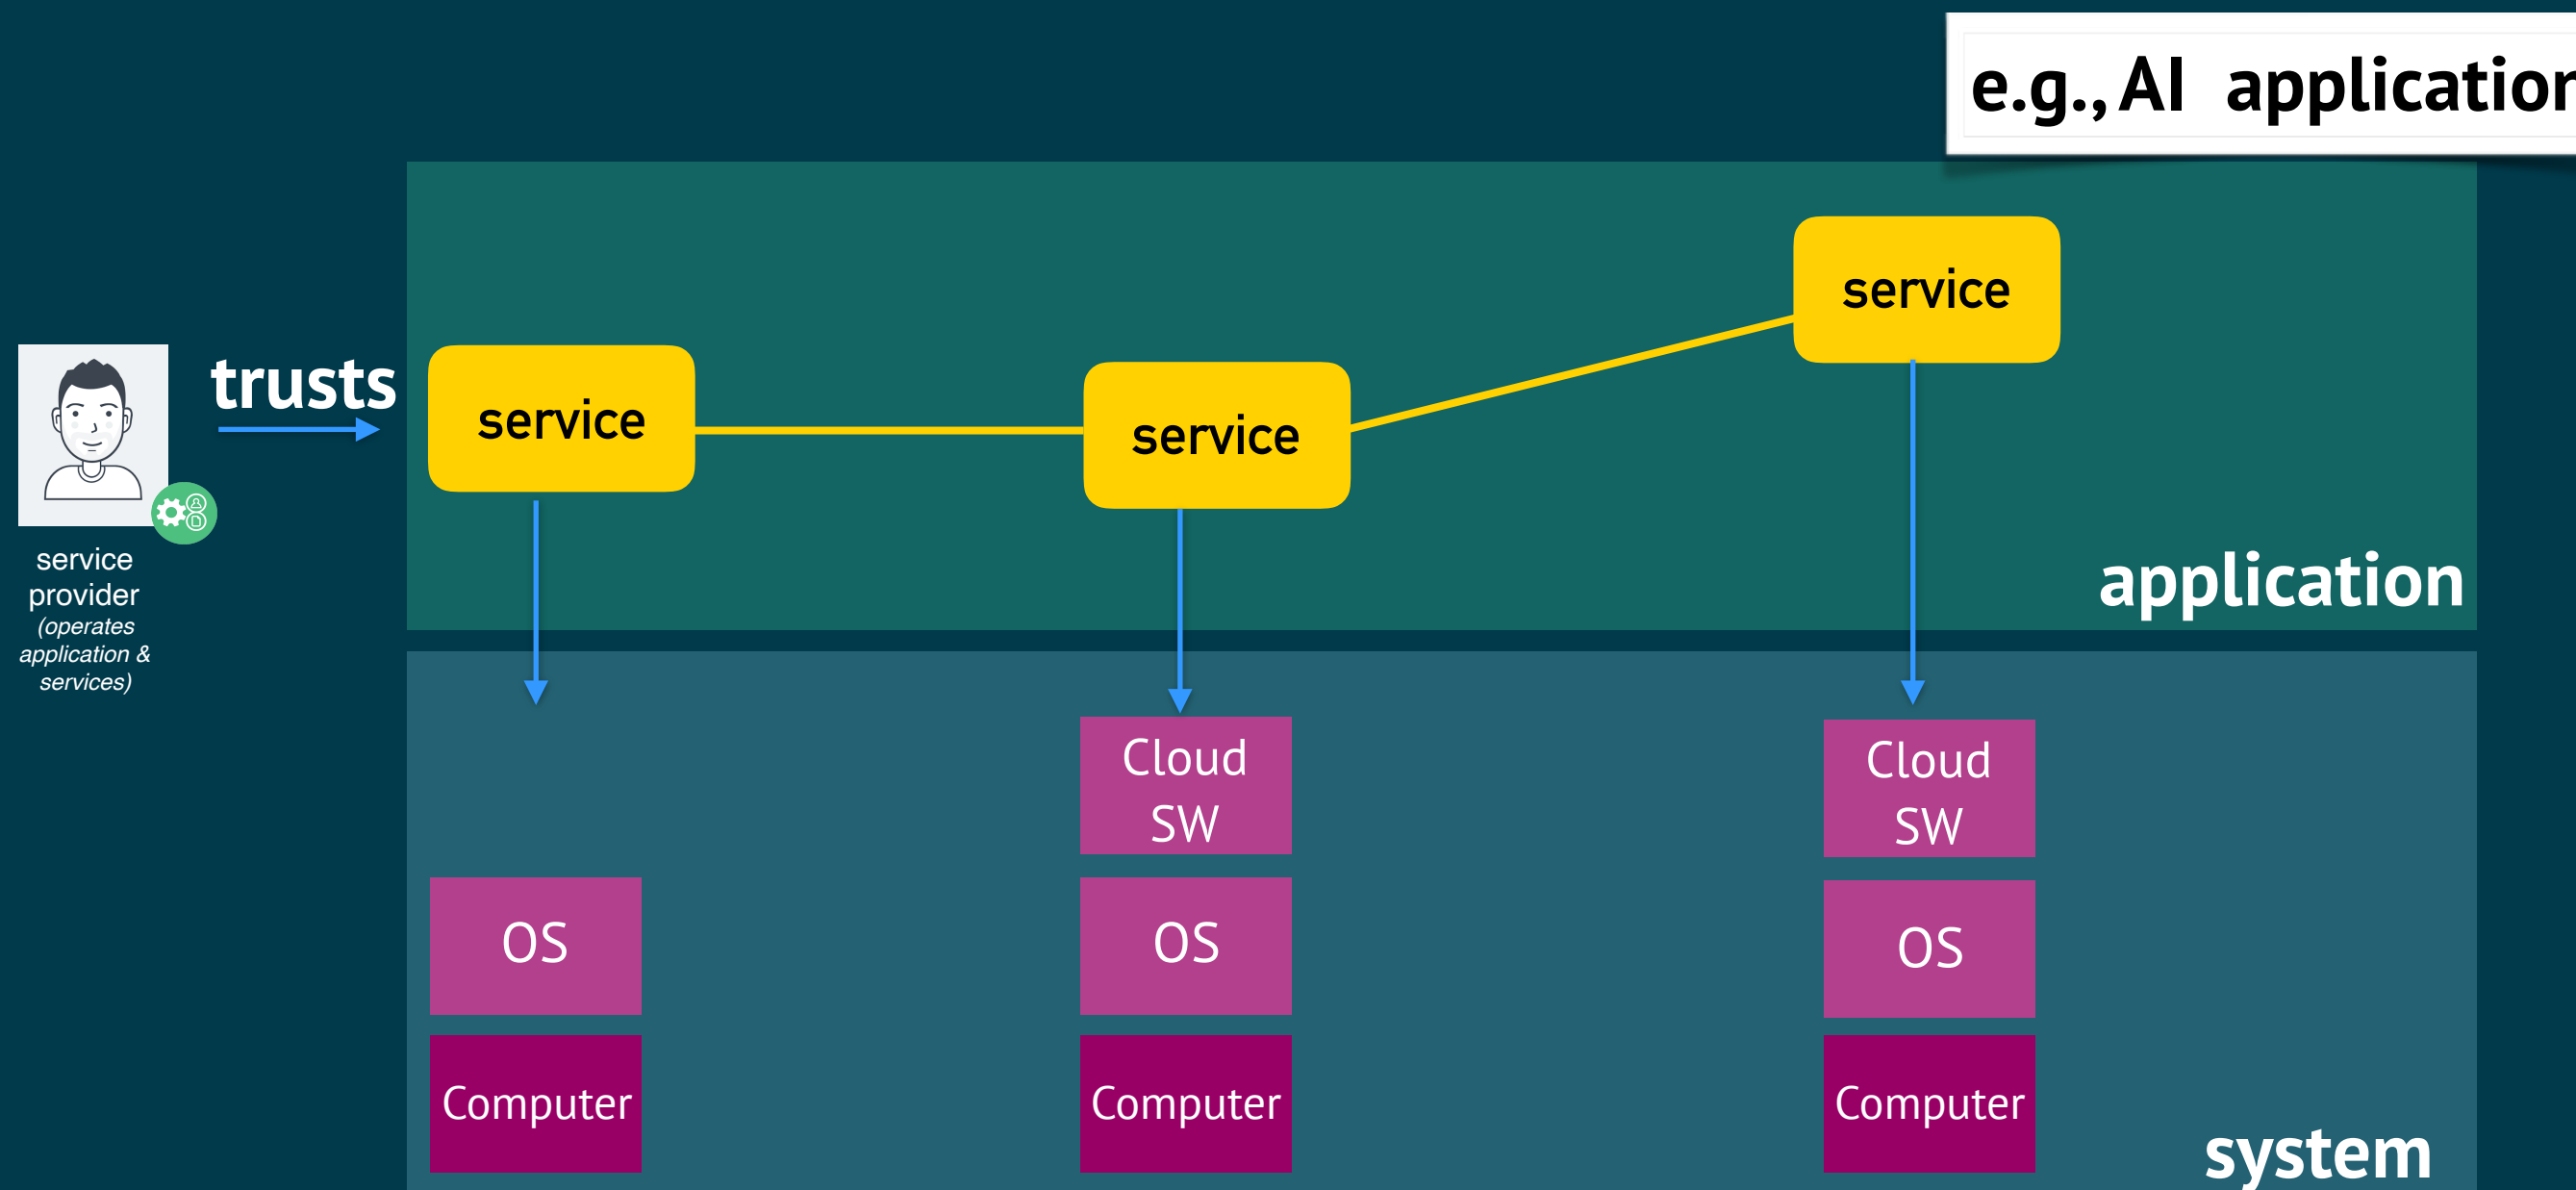 e.g., AI application
trusts
service
service
service
service
provider
(operates
application &
services)
application
Cloud
SW
Cloud
SW
OS
OS
OS
Computer
Computer
Computer
system